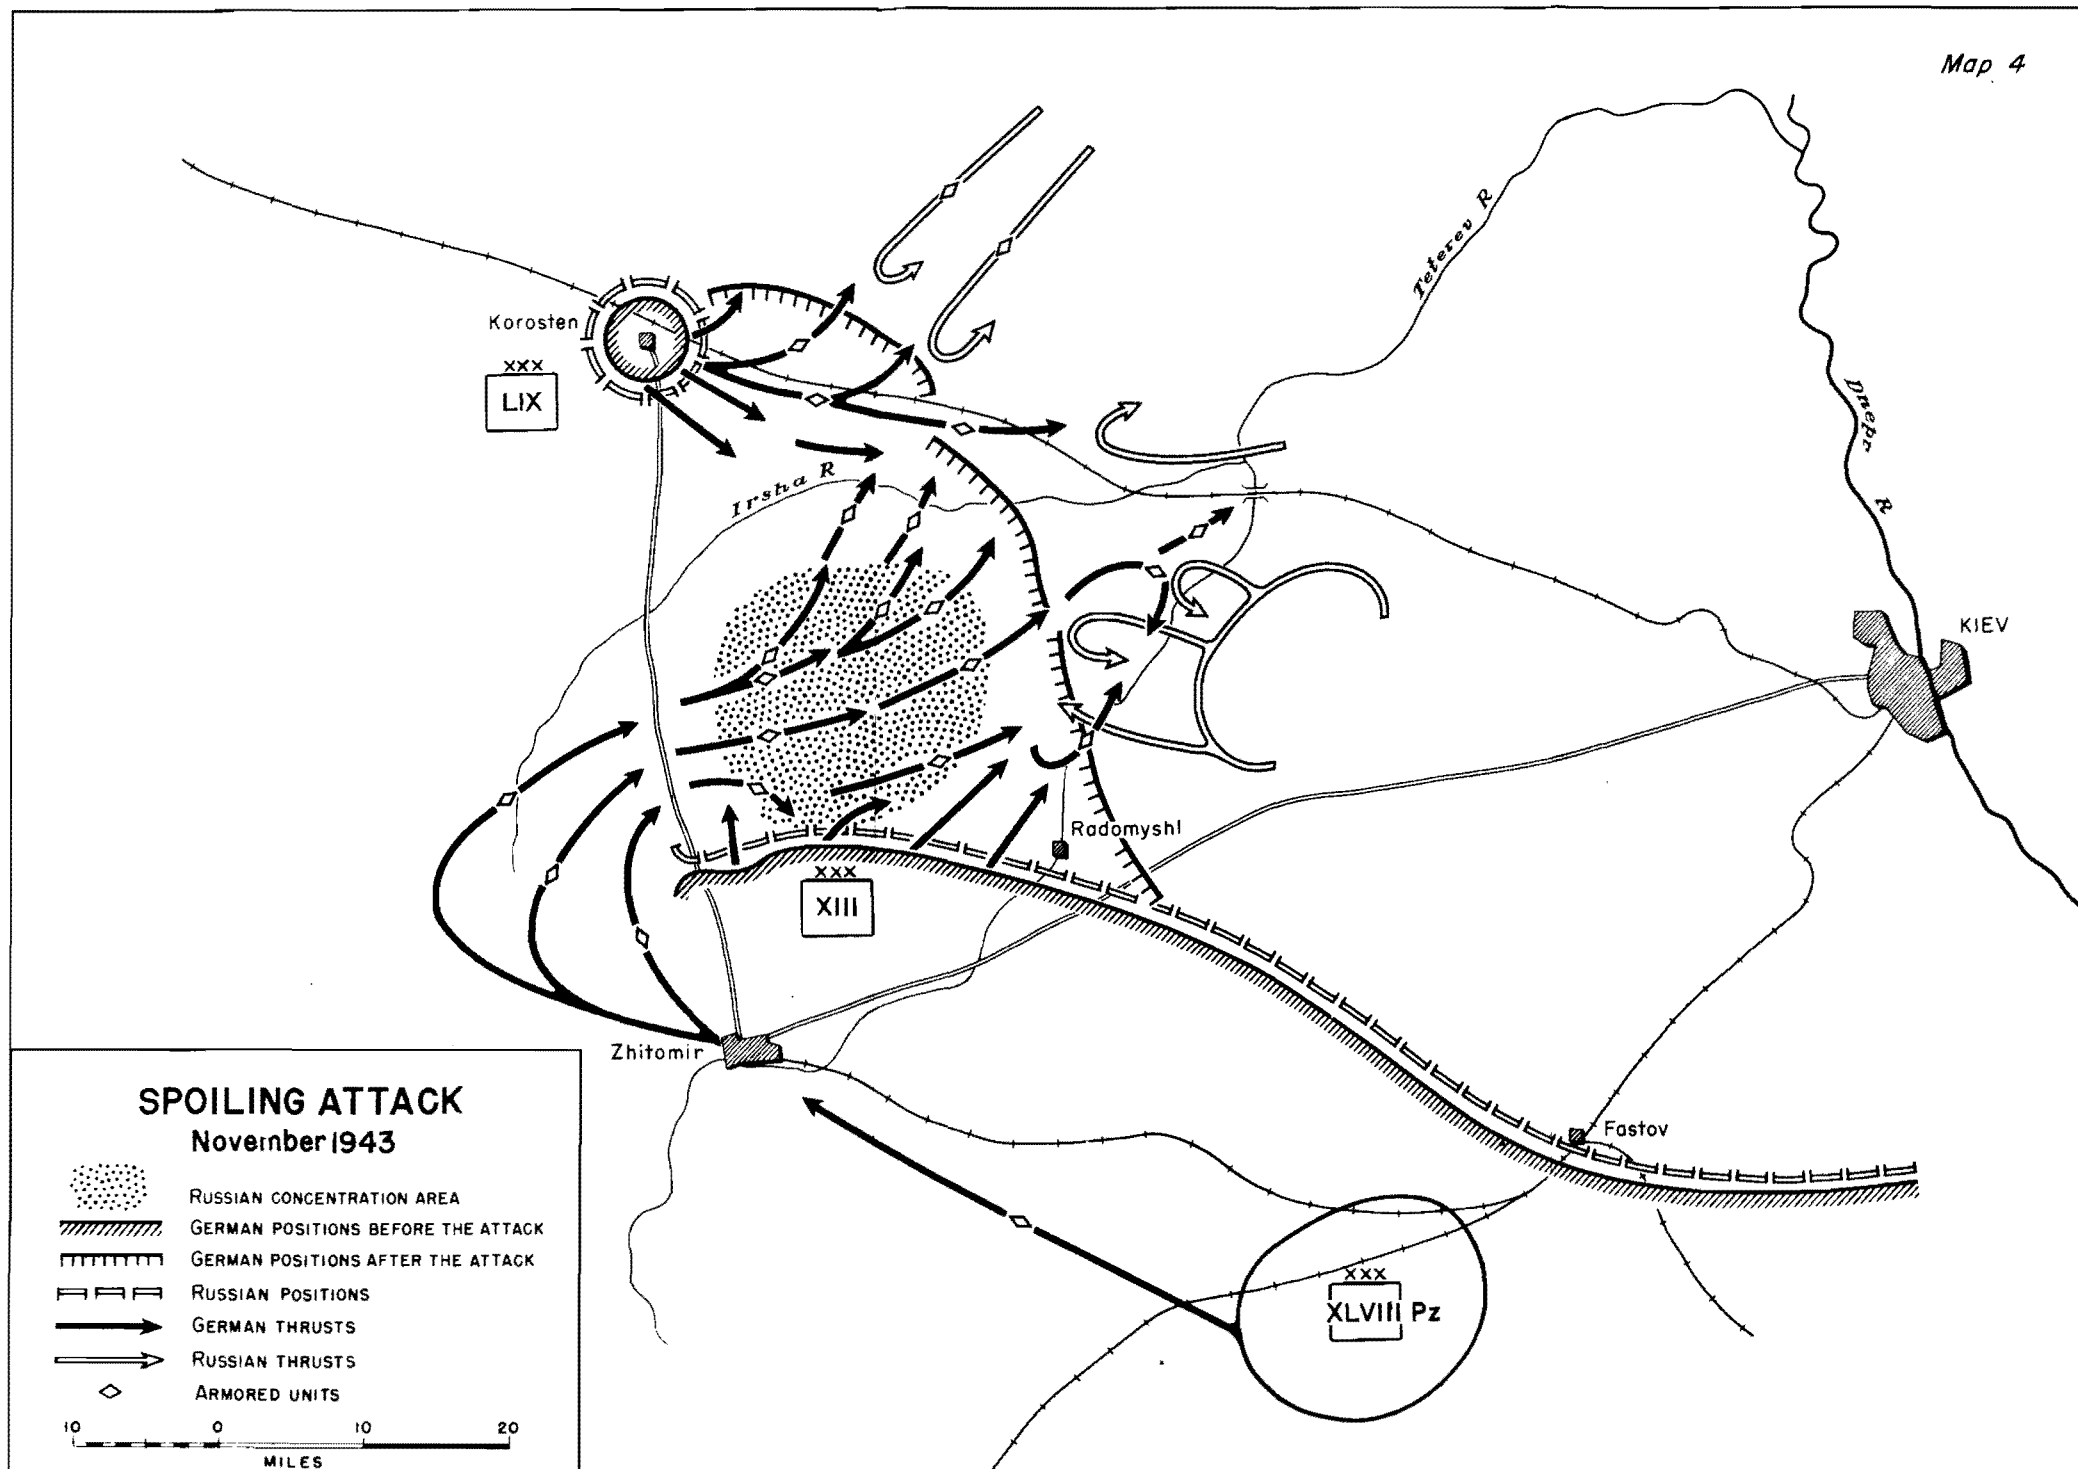 Map 4
Teterev R
Korosten
xxx
LIX
Dnepr R
Irsha R
KIEV
Radomyshl
xxx
XIII
Zhitomir
Fastov
xxx
XLVIII Pz
SPOILING ATTACK
November 1943
RUSSIAN CONCENTRATION AREA
GERMAN POSITIONS BEFORE THE ATTACK
GERMAN POSITIONS AFTER THE ATTACK
RUSSIAN POSITIONS
GERMAN THRUSTS
RUSSIAN THRUSTS
ARMORED UNITS
10 0 10 20
MILES